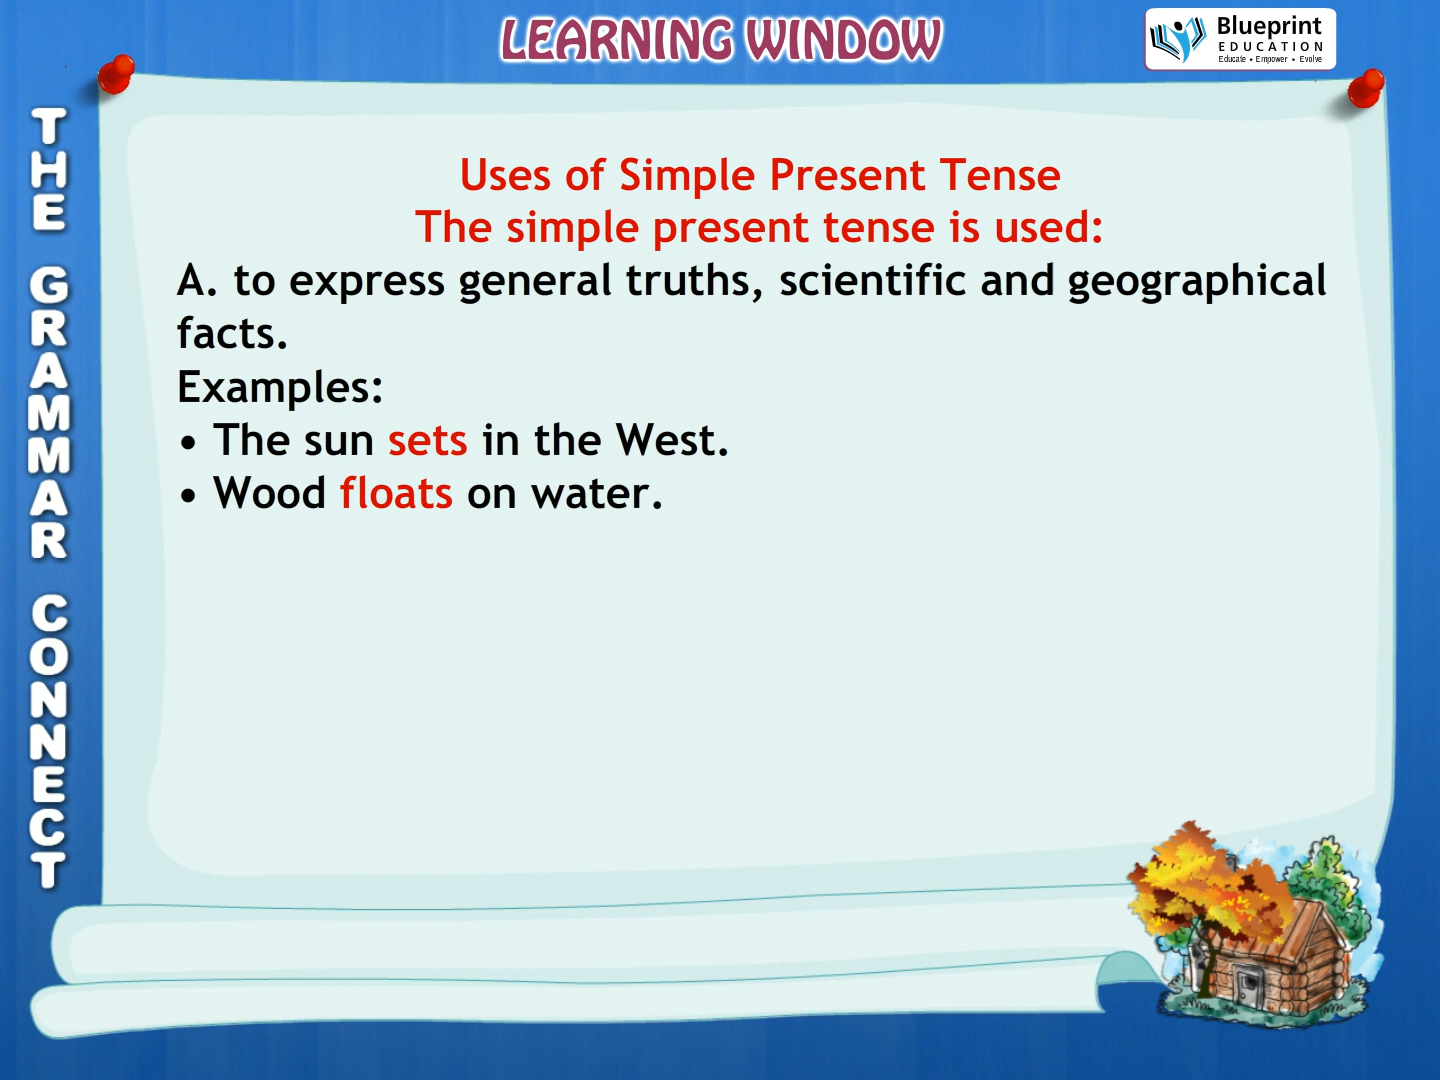 LEARNING WINDOW
Blueprint
EDUCATION
Educate • Empower • Evolve
THE GRAMMAR CONNECT
Uses of Simple Present Tense
The simple present tense is used:
A. to express general truths, scientific and geographical
facts.
Examples:
• The sun sets in the West.
• Wood floats on water.